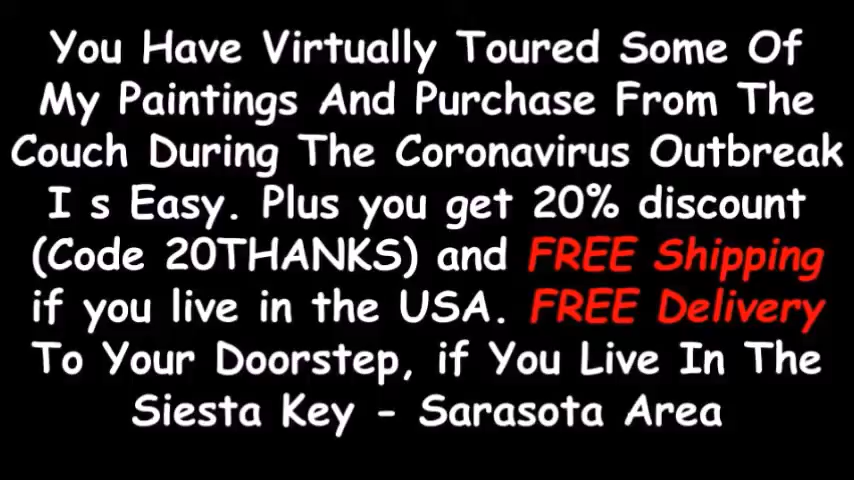 You Have Virtually Toured Some Of
My Paintings And Purchase From The
Couch During The Coronavirus Outbreak
I s Easy. Plus you get 20% discount
(Code 20THANKS) and FREE Shipping
if you live in the USA. FREE Delivery
To Your Doorstep, if You Live In The
Siesta Key - Sarasota Area